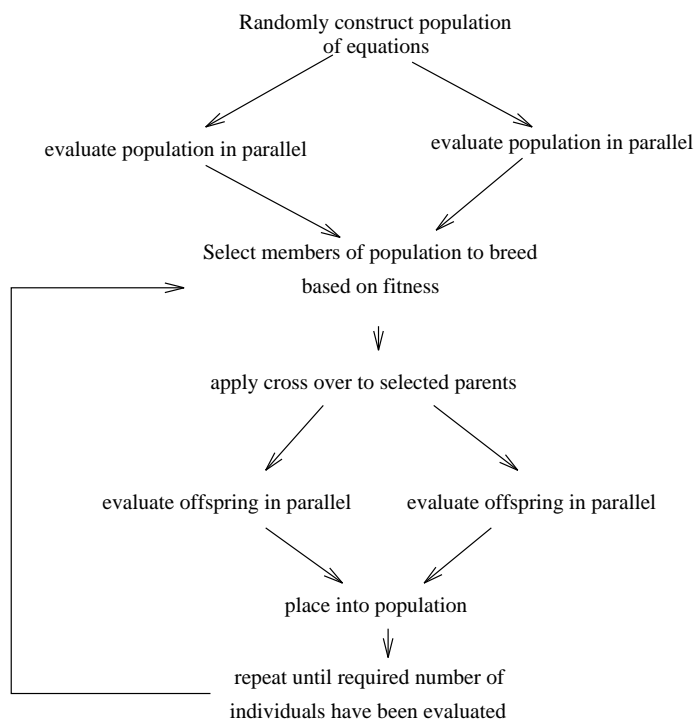 Randomly construct population
of equations
evaluate population in parallel
evaluate population in parallel
Select members of population to breed
based on fitness
apply cross over to selected parents
evaluate offspring in parallel
evaluate offspring in parallel
place into population
repeat until required number of
individuals have been evaluated